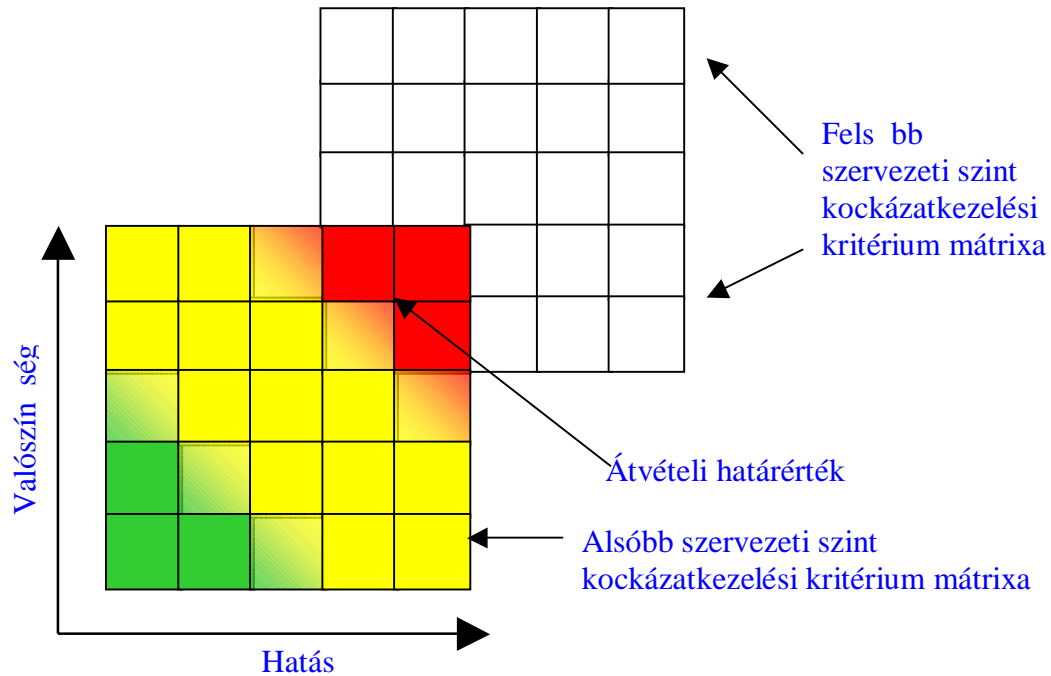 Fels bb
szervezeti szint
kockázatkezelési
kritérium mátrixa
Valószín ség
Átvételi határérték
Alsóbb szervezeti szint
kockázatkezelési kritérium mátrixa
Hatás